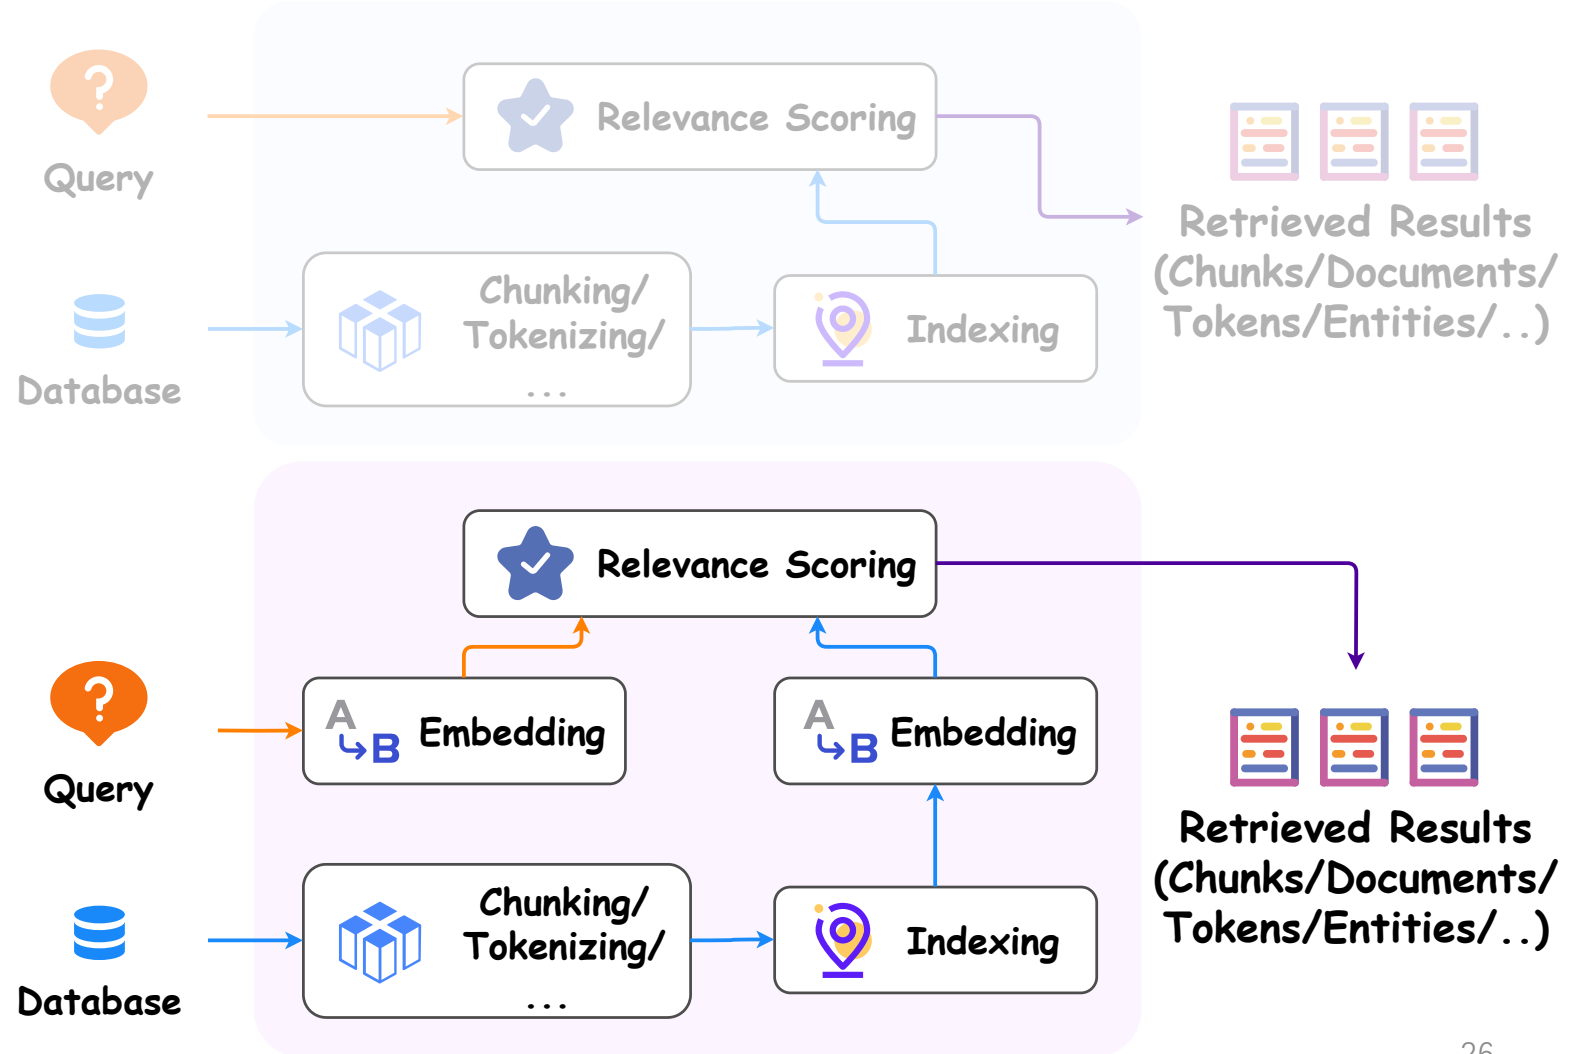 Query
Relevance Scoring
Database
Chunking/
Tokenizing/
...
Indexing
Retrieved Results
(Chunks/Documents/
Tokens/Entities/..)
Relevance Scoring
Query
A
B
Embedding
A
B
Embedding
Database
Chunking/
Tokenizing/
...
Indexing
Retrieved Results
(Chunks/Documents/
Tokens/Entities/..)
26